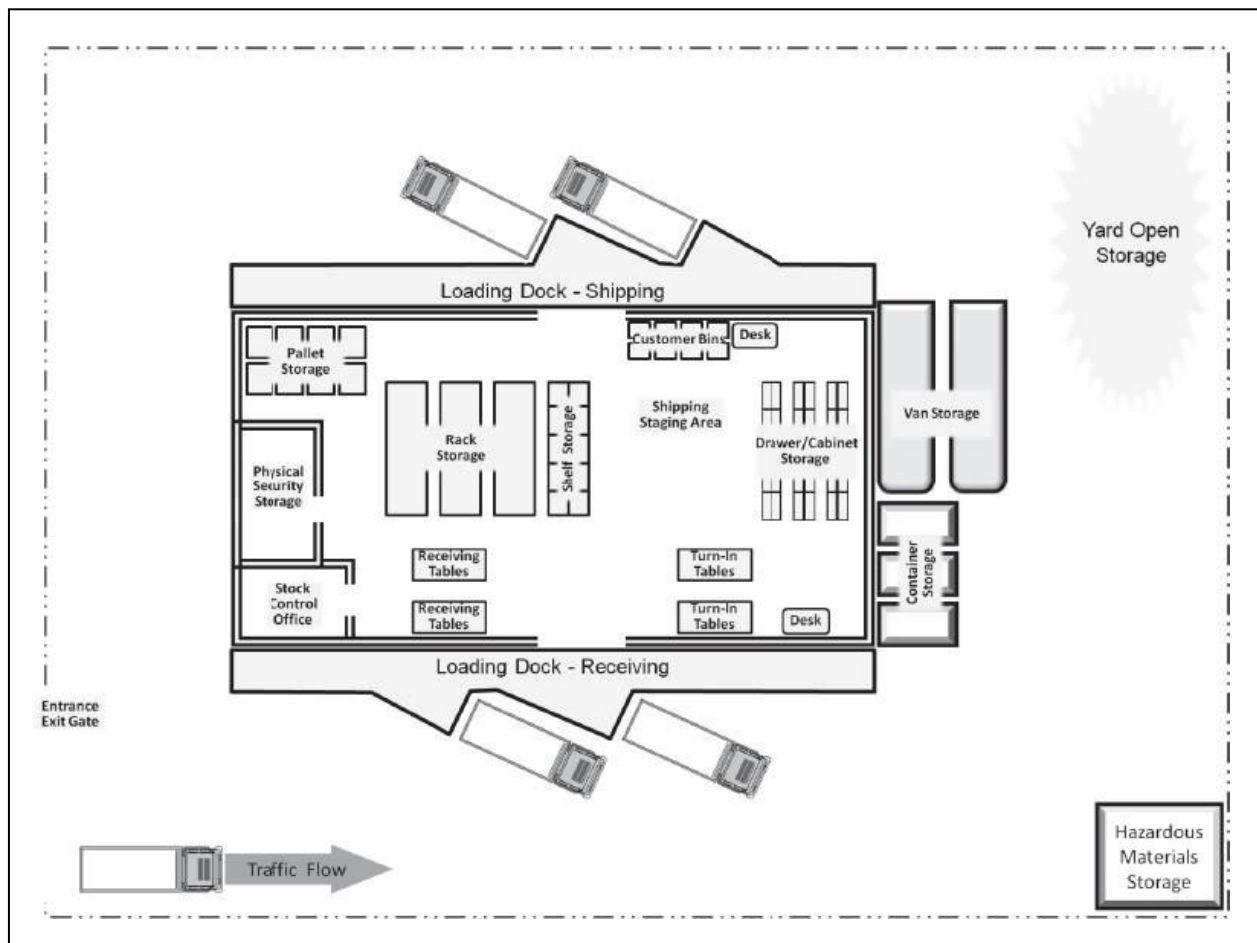 Yard Open
Storage
Loading Dock - Shipping
Pallet
Storage
Customer Bins
Desk
Rack
Storage
Shelf Storage
Shipping
Staging Area
Drawer/Cabinet
Storage
Van Storage
Physical
Security
Storage
Container
Storage
Receiving
Tables
Turn-In
Tables
Stock
Control
Office
Receiving
Tables
Turn-In
Tables
Desk
Loading Dock - Receiving
Entrance
Exit Gate
Traffic Flow
Hazardous
Materials
Storage